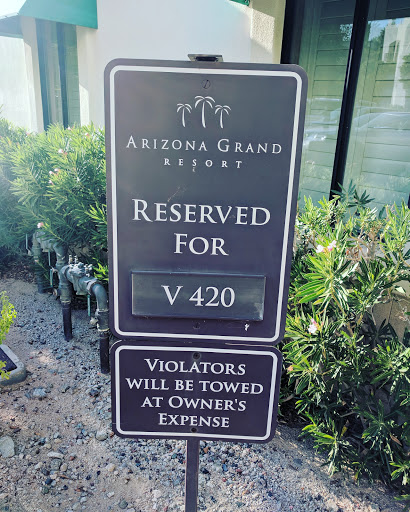 Arizona Grand
RESORT
Reserved
For
V 420
Violators
will be towed
at Owner's
Expense